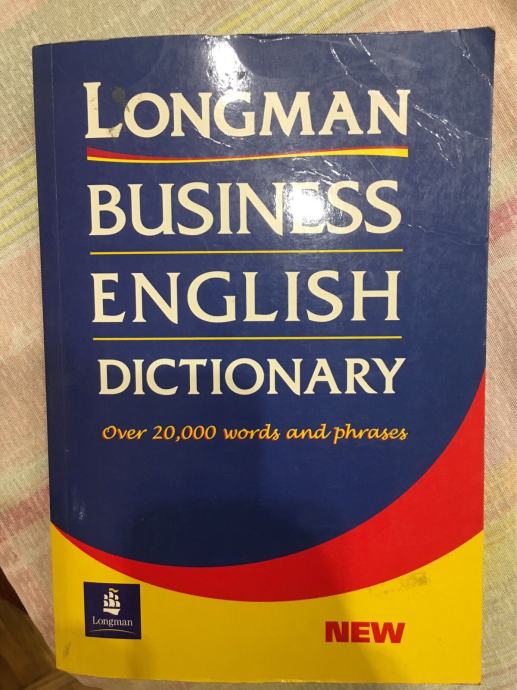 LONGMAN
BUSINESS
ENGLISH
DICTIONARY
Over 20,000 words and phrases
Longman
NEW